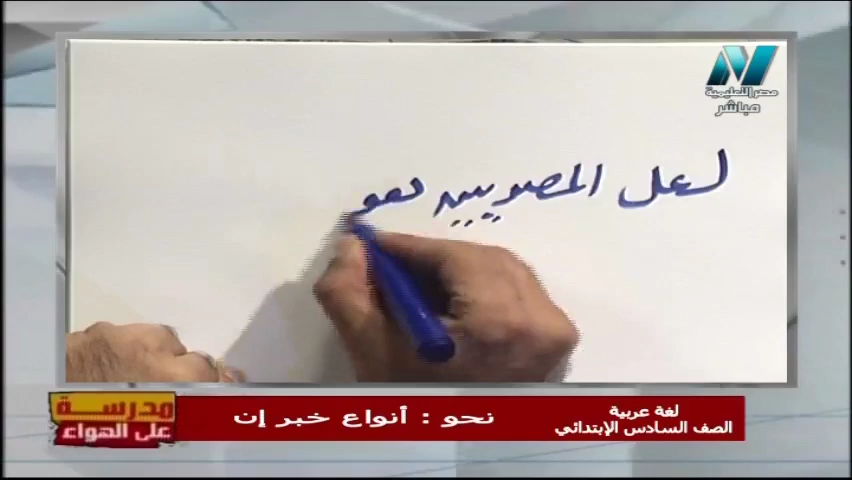 مصر التعليمية
مباشر
لعل المصريين
مدرسة
على الهواء
نحو : أنواع خبر إن
لغة عربية
الصف السادس الإبتدائي